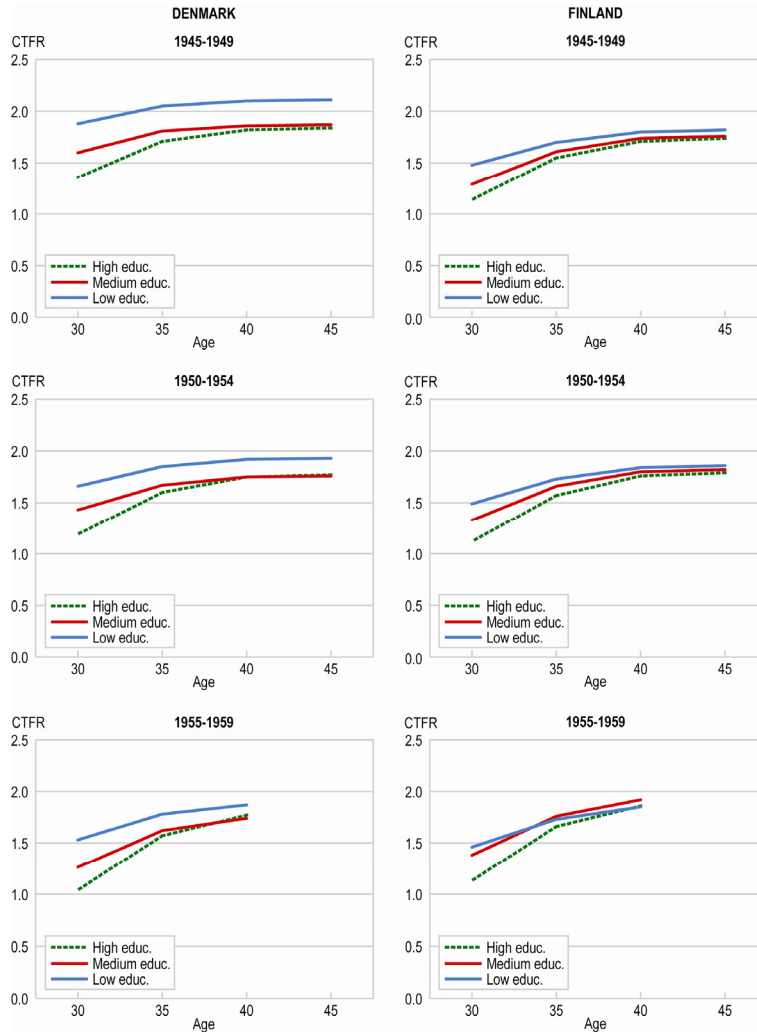 DENMARK
FINLAND
CTFR
1945-1949
2.5
2.0
1.5
1.0
0.5
0.0
High educ.
Medium educ.
Low educ.
30 35 40 45
Age
CTFR
1945-1949
2.5
2.0
1.5
1.0
0.5
0.0
High educ.
Medium educ.
Low educ.
30 35 40 45
Age
CTFR
1950-1954
2.5
2.0
1.5
1.0
0.5
0.0
High educ.
Medium educ.
Low educ.
30 35 40 45
Age
CTFR
1950-1954
2.5
2.0
1.5
1.0
0.5
0.0
High educ.
Medium educ.
Low educ.
30 35 40 45
Age
CTFR
1955-1959
2.5
2.0
1.5
1.0
0.5
0.0
High educ.
Medium educ.
Low educ.
30 35 40 45
Age
CTFR
1955-1959
2.5
2.0
1.5
1.0
0.5
0.0
High educ.
Medium educ.
Low educ.
30 35 40 45
Age